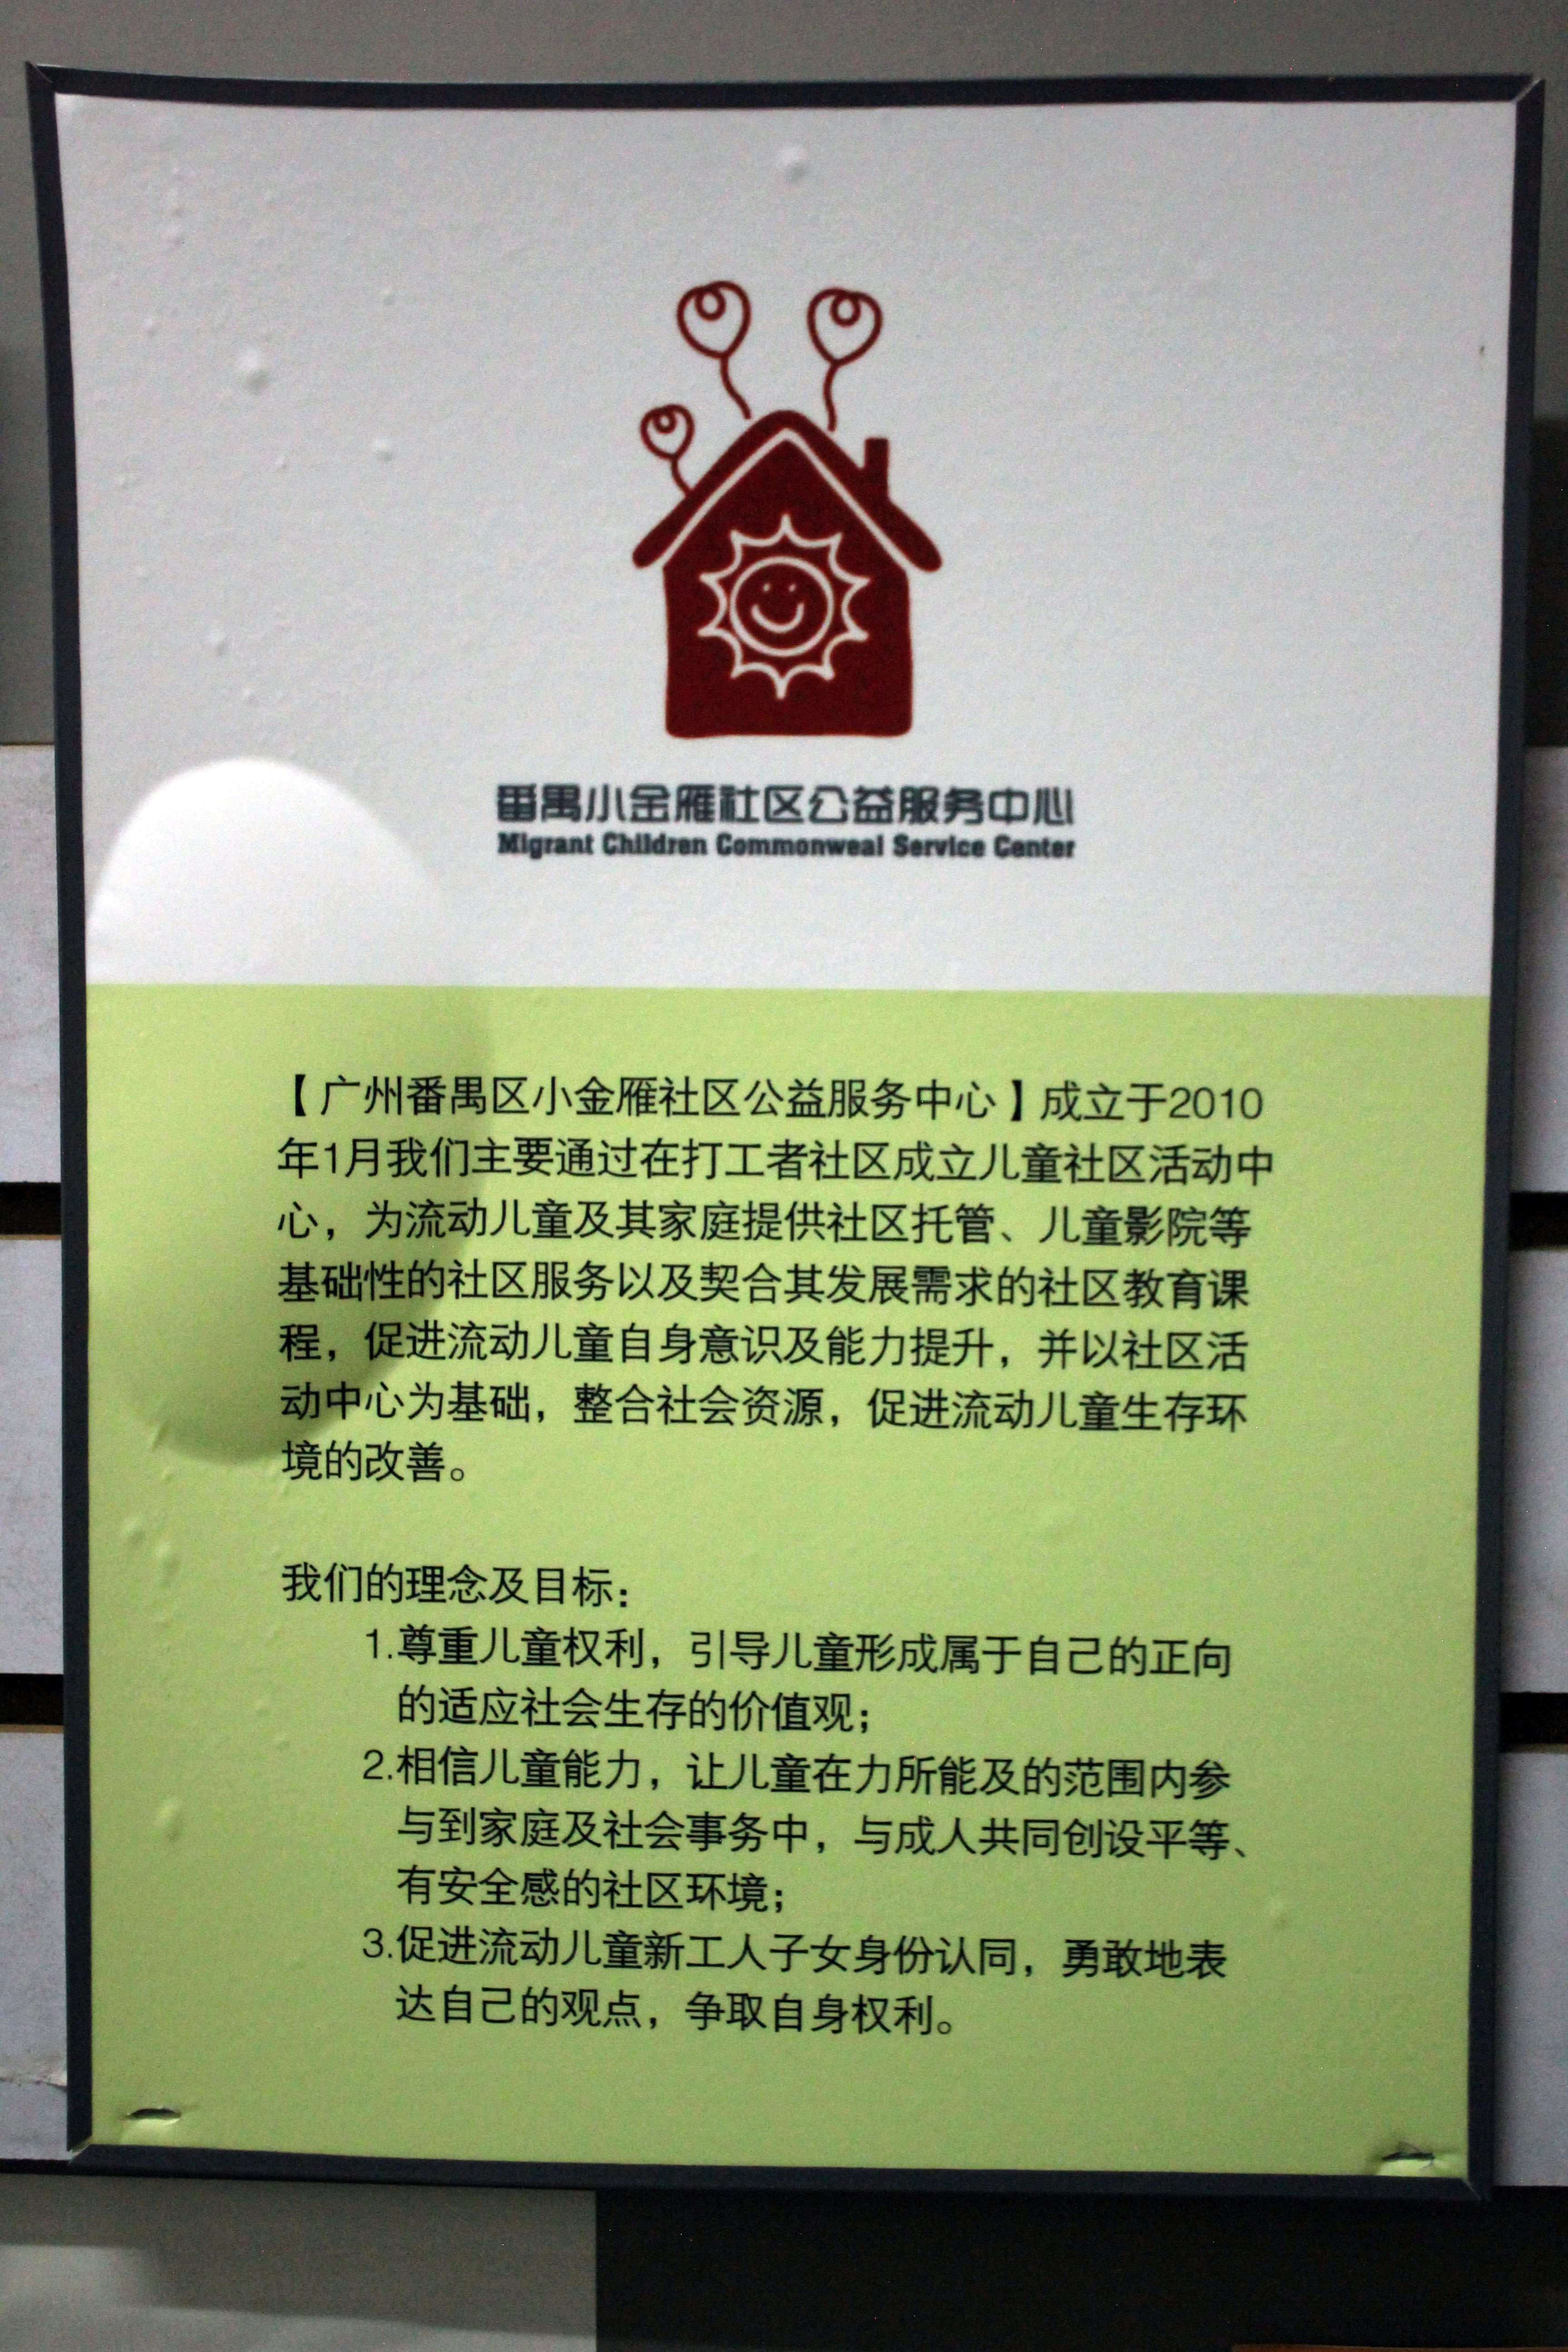 番禺小金雁社区公益服务中心
Migrant Children Commonweal Service Center
【广州番禺区小金雁社区公益服务中心】成立于2010
年1月我们主要通过在打工者社区成立儿童社区活动中
心，为流动儿童及其家庭提供社区托管、儿童影院等
基础性的社区服务以及契合其发展需求的社区教育课
程，促进流动儿童自身意识及能力提升，并以社区活
动中心为基础，整合社会资源，促进流动儿童生存环
境的改善。
我们的理念及目标：
1.尊重儿童权利，引导儿童形成属于自己的正向
的适应社会生存的价值观；
2.相信儿童能力，让儿童在力所能及的范围内参
与到家庭及社会事务中，与成人共同创设平等、
有安全感的社区环境；
3.促进流动儿童新工人子女身份认同，勇敢地表
达自己的观点，争取自身权利。